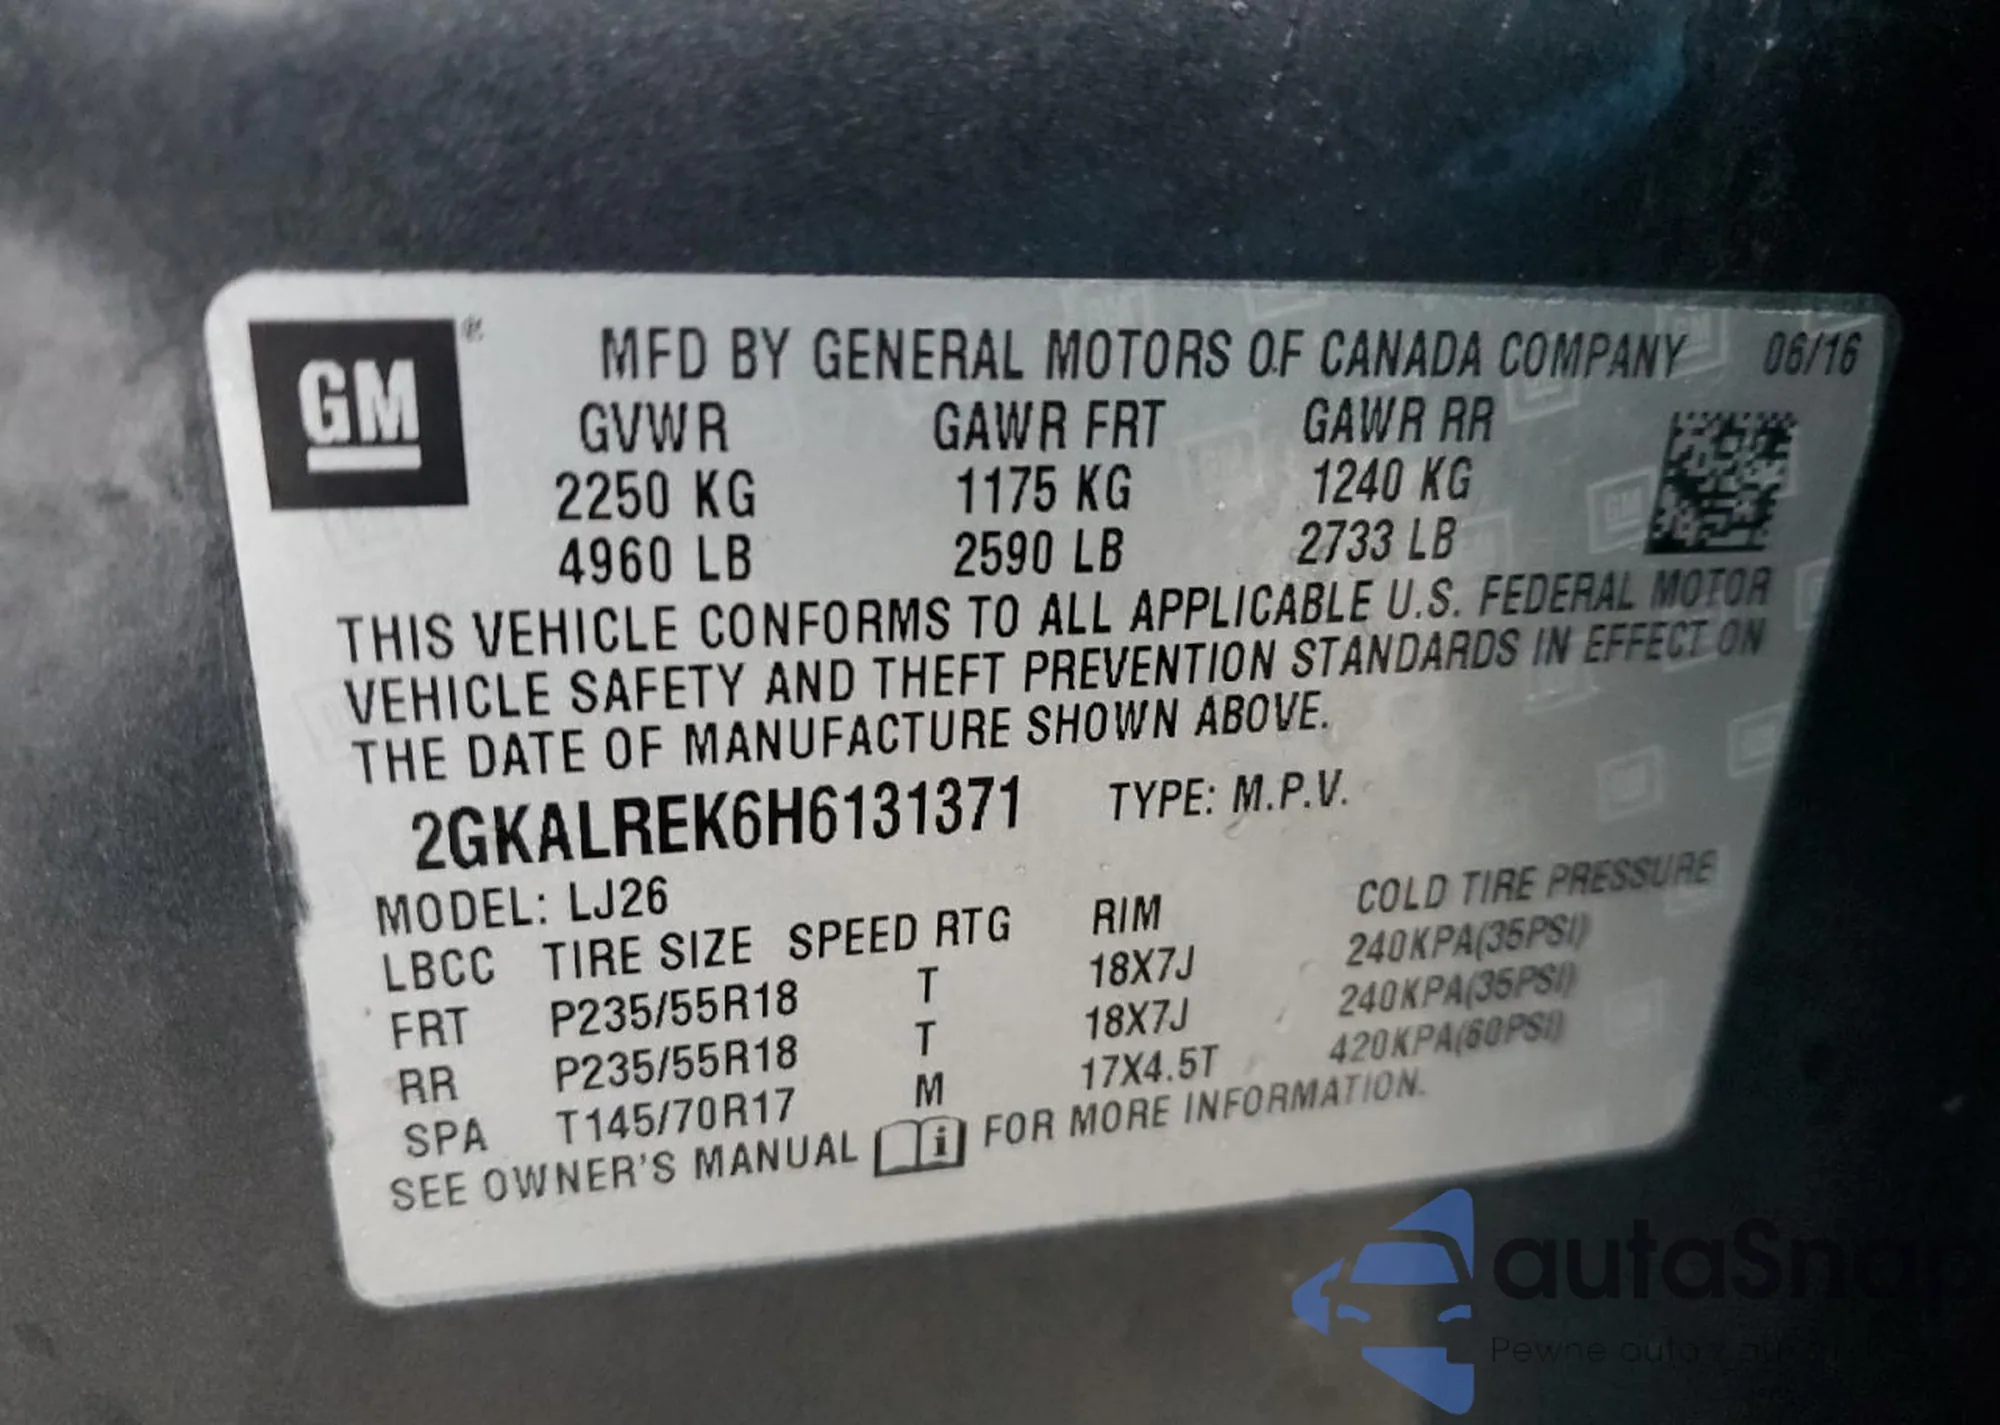 GM ®
MFD BY GENERAL MOTORS OF CANADA COMPANY 06/16
GVWR GAWR FRT GAWR RR
2250 KG 1175 KG 1240 KG
4960 LB 2590 LB 2733 LB
THIS VEHICLE CONFORMS TO ALL APPLICABLE U.S. FEDERAL MOTOR
VEHICLE SAFETY AND THEFT PREVENTION STANDARDS IN EFFECT ON
THE DATE OF MANUFACTURE SHOWN ABOVE.
2GKALREK6H6131371 TYPE: M.P.V.
MODEL: LJ26
LBCC TIRE SIZE SPEED RTG RIM COLD TIRE PRESSURE
FRT P235/55R18 T 18X7J 240KPA(35PSI)
RR P235/55R18 T 18X7J 240KPA(35PSI)
SPA T145/70R17 M 17X4.5T 420KPA(60PSI)
SEE OWNER'S MANUAL i FOR MORE INFORMATION.
autaSnap
Pewne auta z